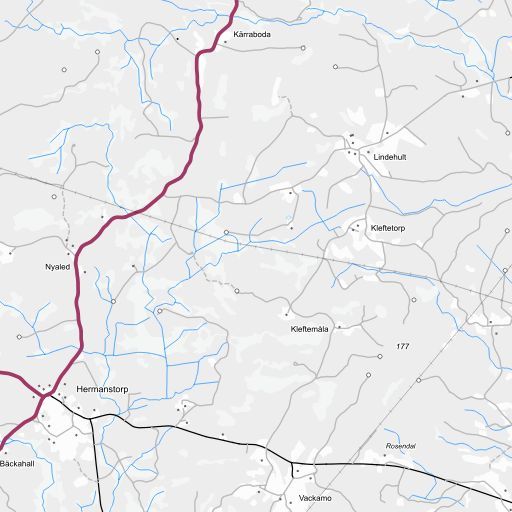 Kärraboda
Lindehult
Kleftetorp
Nyaled
Kleftemåla
177
Hermanstorp
Rosendal
Bäckahall
Vackamo